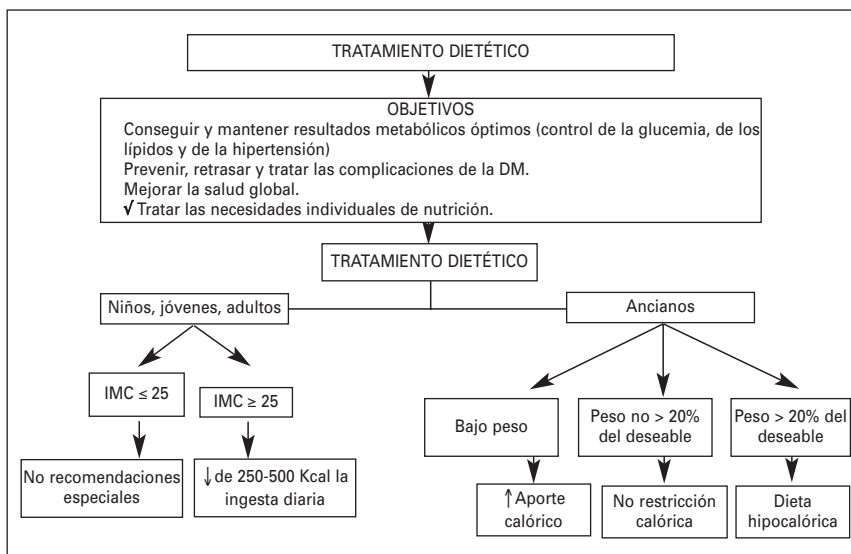 TRATAMIENTO DIETÉTICO
OBJETIVOS
Conseguir y mantener resultados metabólicos óptimos (control de la glucemia, de los
lípidos y de la hipertensión)
Prevenir, retrasar y tratar las complicaciones de la DM.
Mejorar la salud global.
√ Tratar las necesidades individuales de nutrición.
TRATAMIENTO DIETÉTICO
Niños, jóvenes, adultos
Ancianos
IMC ≤ 25
IMC ≥ 25
Bajo peso
Peso no > 20%
del deseable
Peso > 20% del
deseable
No recomendaciones
especiales
↓ de 250-500 Kcal la
ingesta diaria
↑ Aporte
calórico
No restricción
calórica
Dieta
hipocalórica